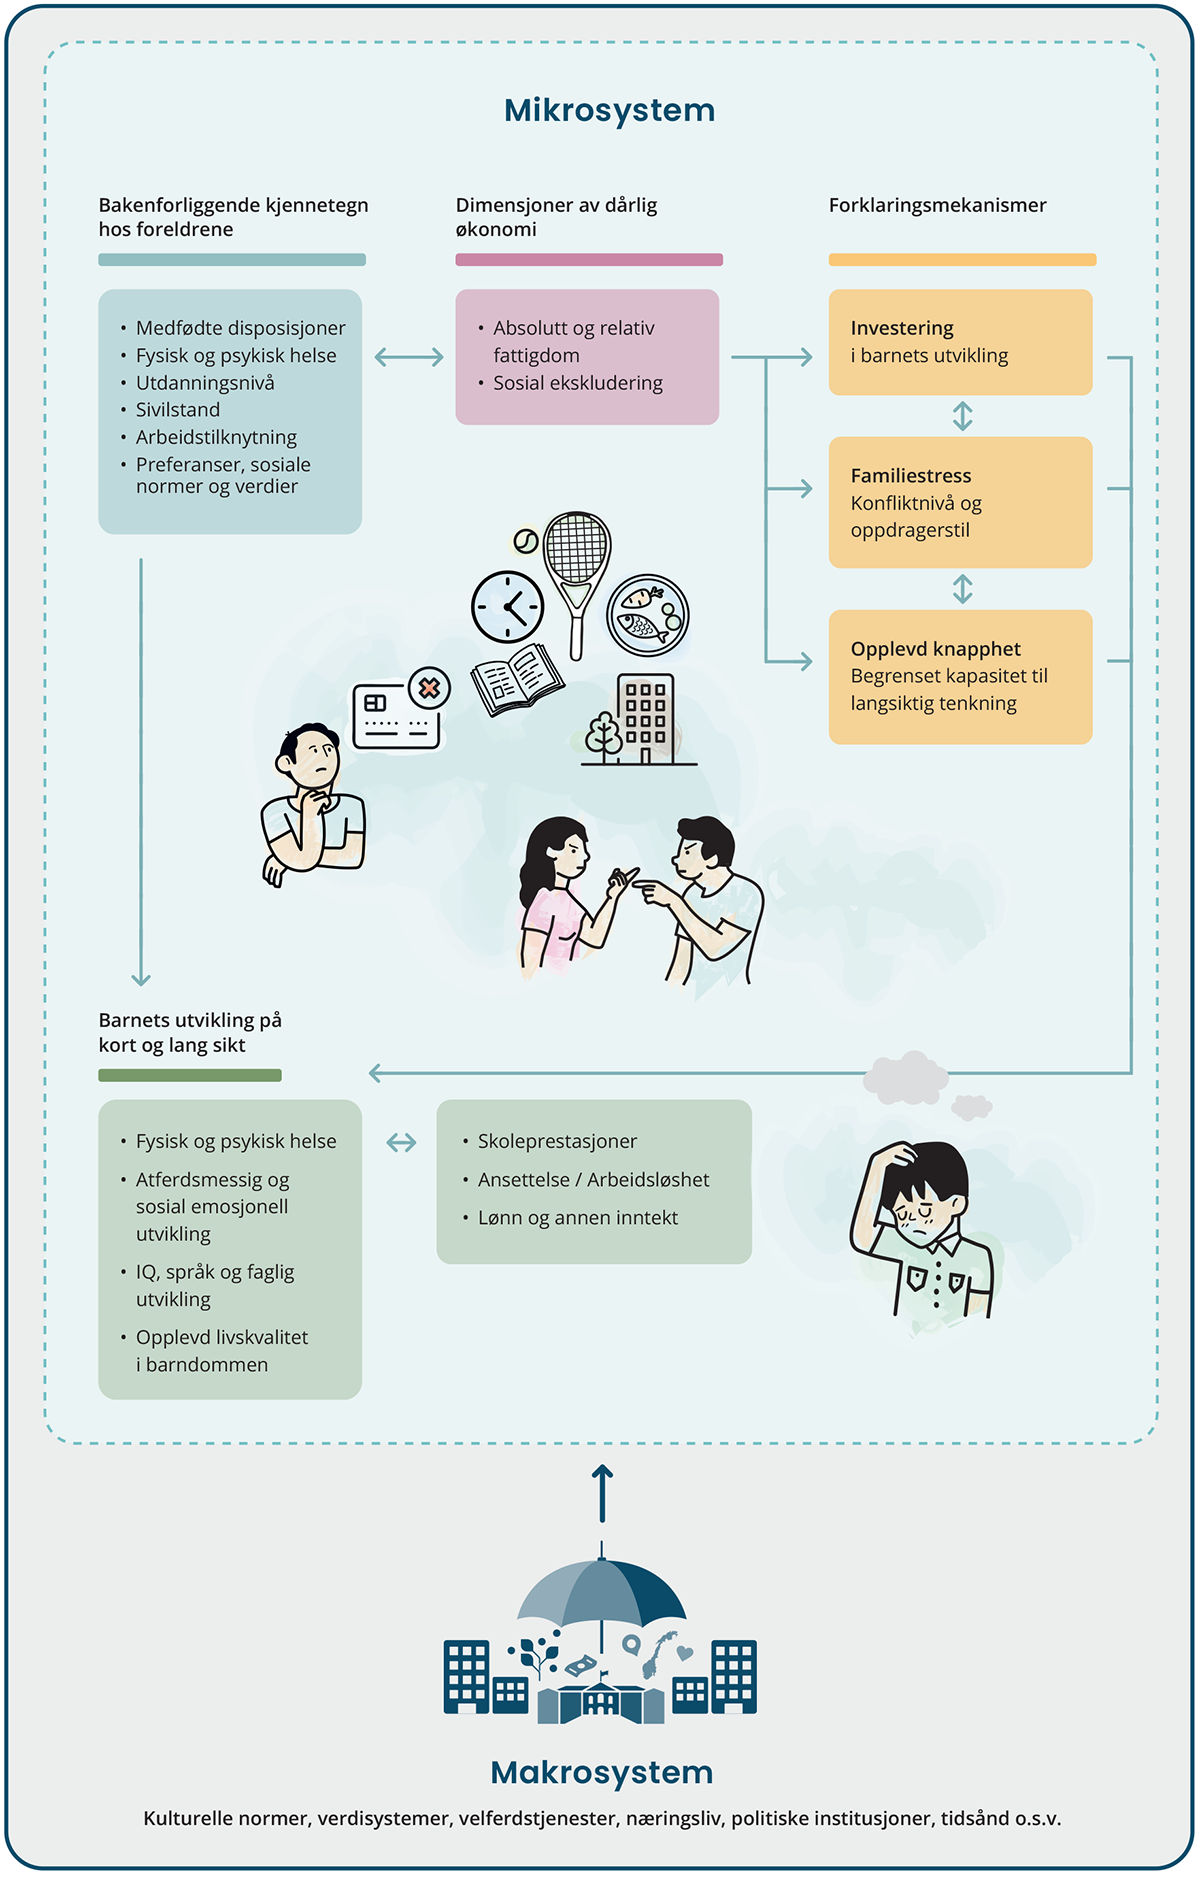 Mikrosystem
Bakenforliggende kjennetegn
hos foreldrene
Dimensjoner av dårlig
økonomi
Forklaringsmekanismer
• Medfødte disposisjoner
• Fysisk og psykisk helse
• Utdanningsnivå
• Sivilstand
• Arbeidstilknytning
• Preferanser, sosiale
normer og verdier
• Absolutt og relativ
fattigdom
• Sosial ekskludering
Investering
i barnets utvikling
Familiestress
Konfliktnivå og
oppdragerstil
Opplevd knapphet
Begrenset kapasitet til
langsiktig tenkning
Barnets utvikling på
kort og lang sikt
• Fysisk og psykisk helse
• Atferdsmessig og
sosial emosjonell
utvikling
• IQ, språk og faglig
utvikling
• Opplevd livskvalitet
i barndommen
• Skoleprestasjoner
• Ansettelse / Arbeidsløshet
• Lønn og annen inntekt
Makrosystem
Kulturelle normer, verdisystemer, velferdstjenester, næringsliv, politiske institusjoner, tidsånd o.s.v.